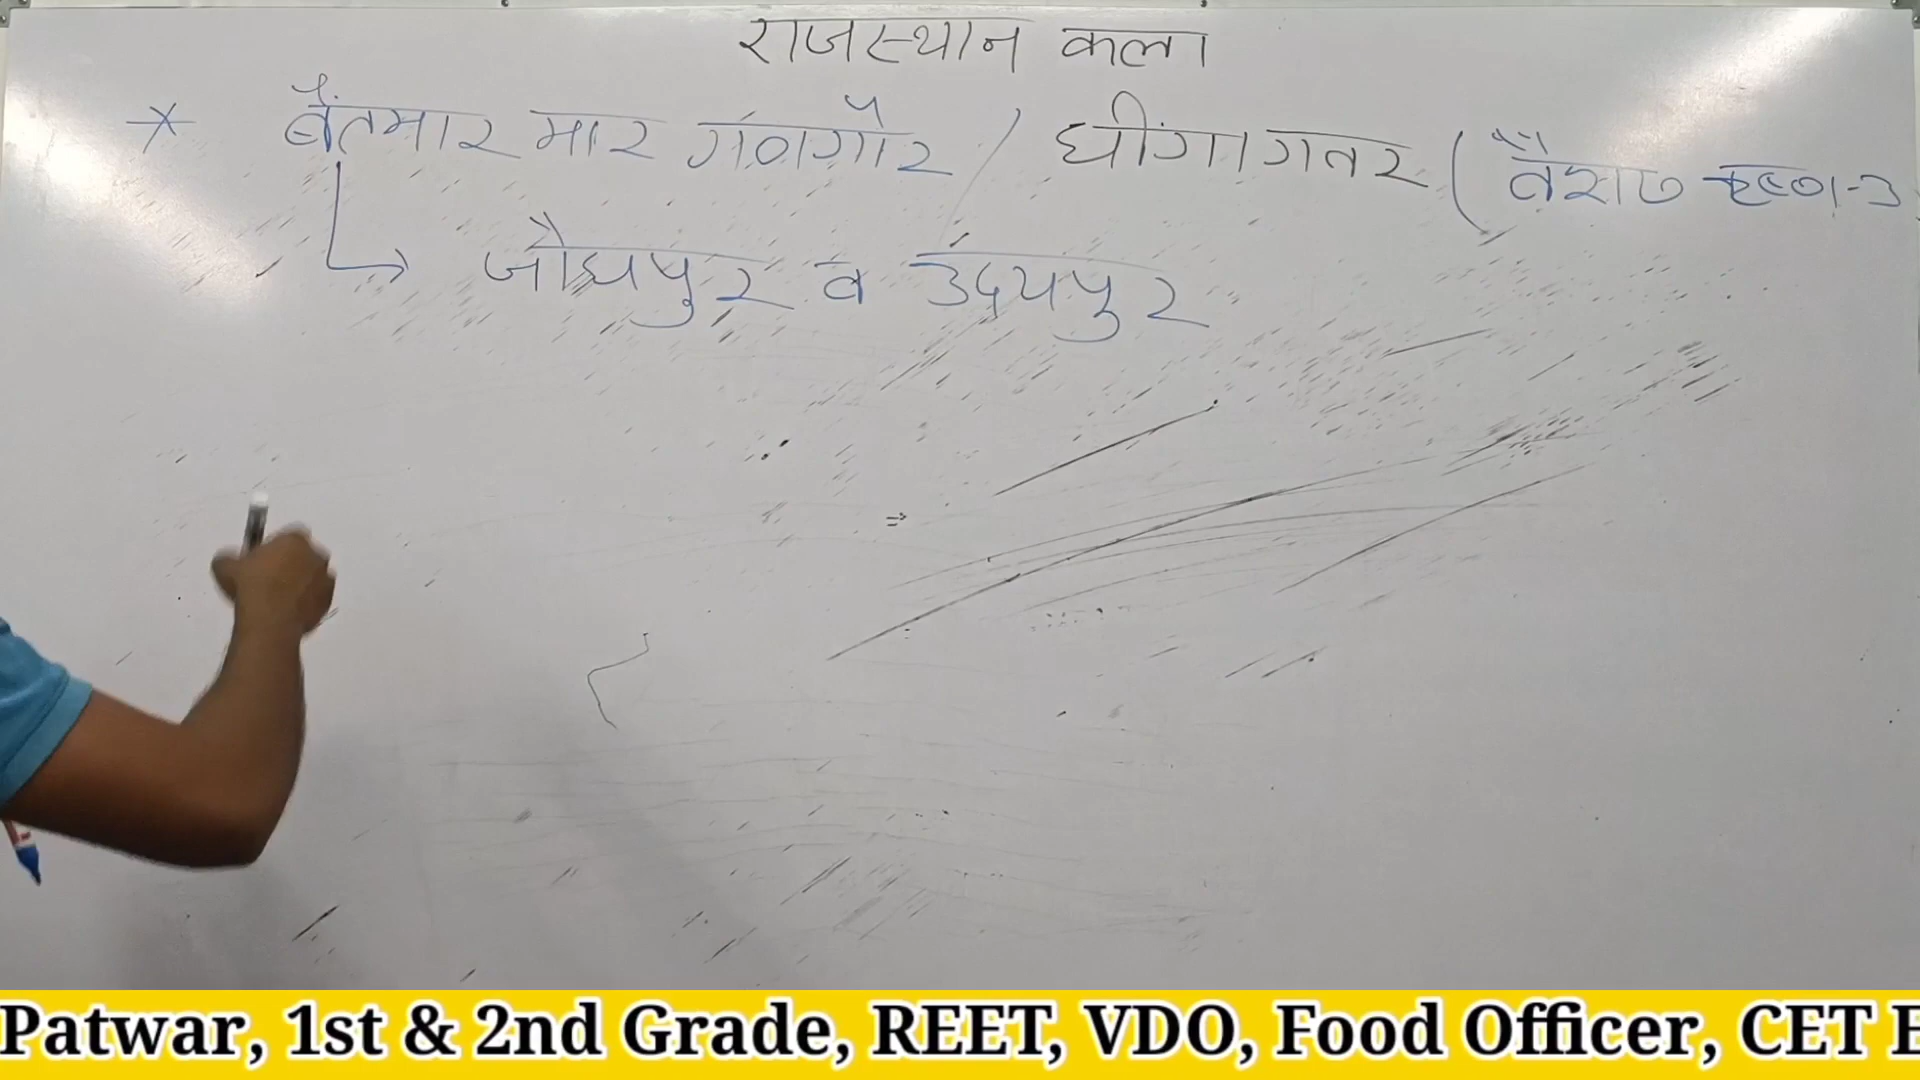 राजस्थान कला
* बैंतमार मार गणगौर / धींगा गवर ( वैशाख कृष्ण-3
जोधपुर व उदयपुर
Patwar, 1st & 2nd Grade, REET, VDO, Food Officer, CET E